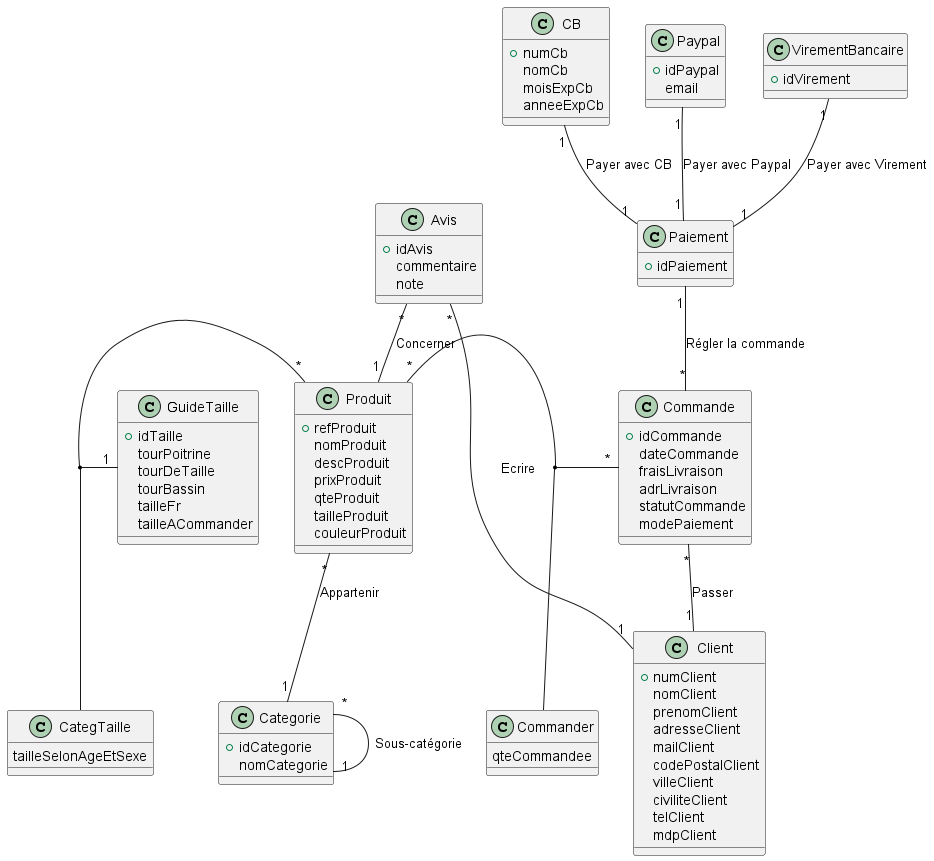 C CB
numCb
nomCb
moisExpCb
anneeExpCb
C Paypal
idPaypal
email
C VirementBancaire
idVirement
1
1
1
Payer avec CB
Payer avec Paypal
Payer avec Virement
1
1
1
C Paiement
idPaiement
C Avis
idAvis
commentaire
note
1
Régler la commande
*
*
*
Concerner
*
1
*
C GuideTaille
idTaille
tourPoitrine
tourDeTaille
tourBassin
tailleFr
tailleACommander
1
C Produit
refProduit
nomProduit
descProduit
prixProduit
qteProduit
tailleProduit
couleurProduit
Ecrire
*
C Commande
idCommande
dateCommande
fraisLivraison
adrLivraison
statutCommande
modePaiement
*
Appartenir
1
*
Passer
1
1
C Client
numClient
nomClient
prenomClient
adresseClient
mailClient
codePostalClient
villeClient
civiliteClient
telClient
mdpClient
C CategTaille
tailleSelonAgeEtSexe
C Categorie
idCategorie
nomCategorie
*
Sous-catégorie
1
C Commander
qteCommandee